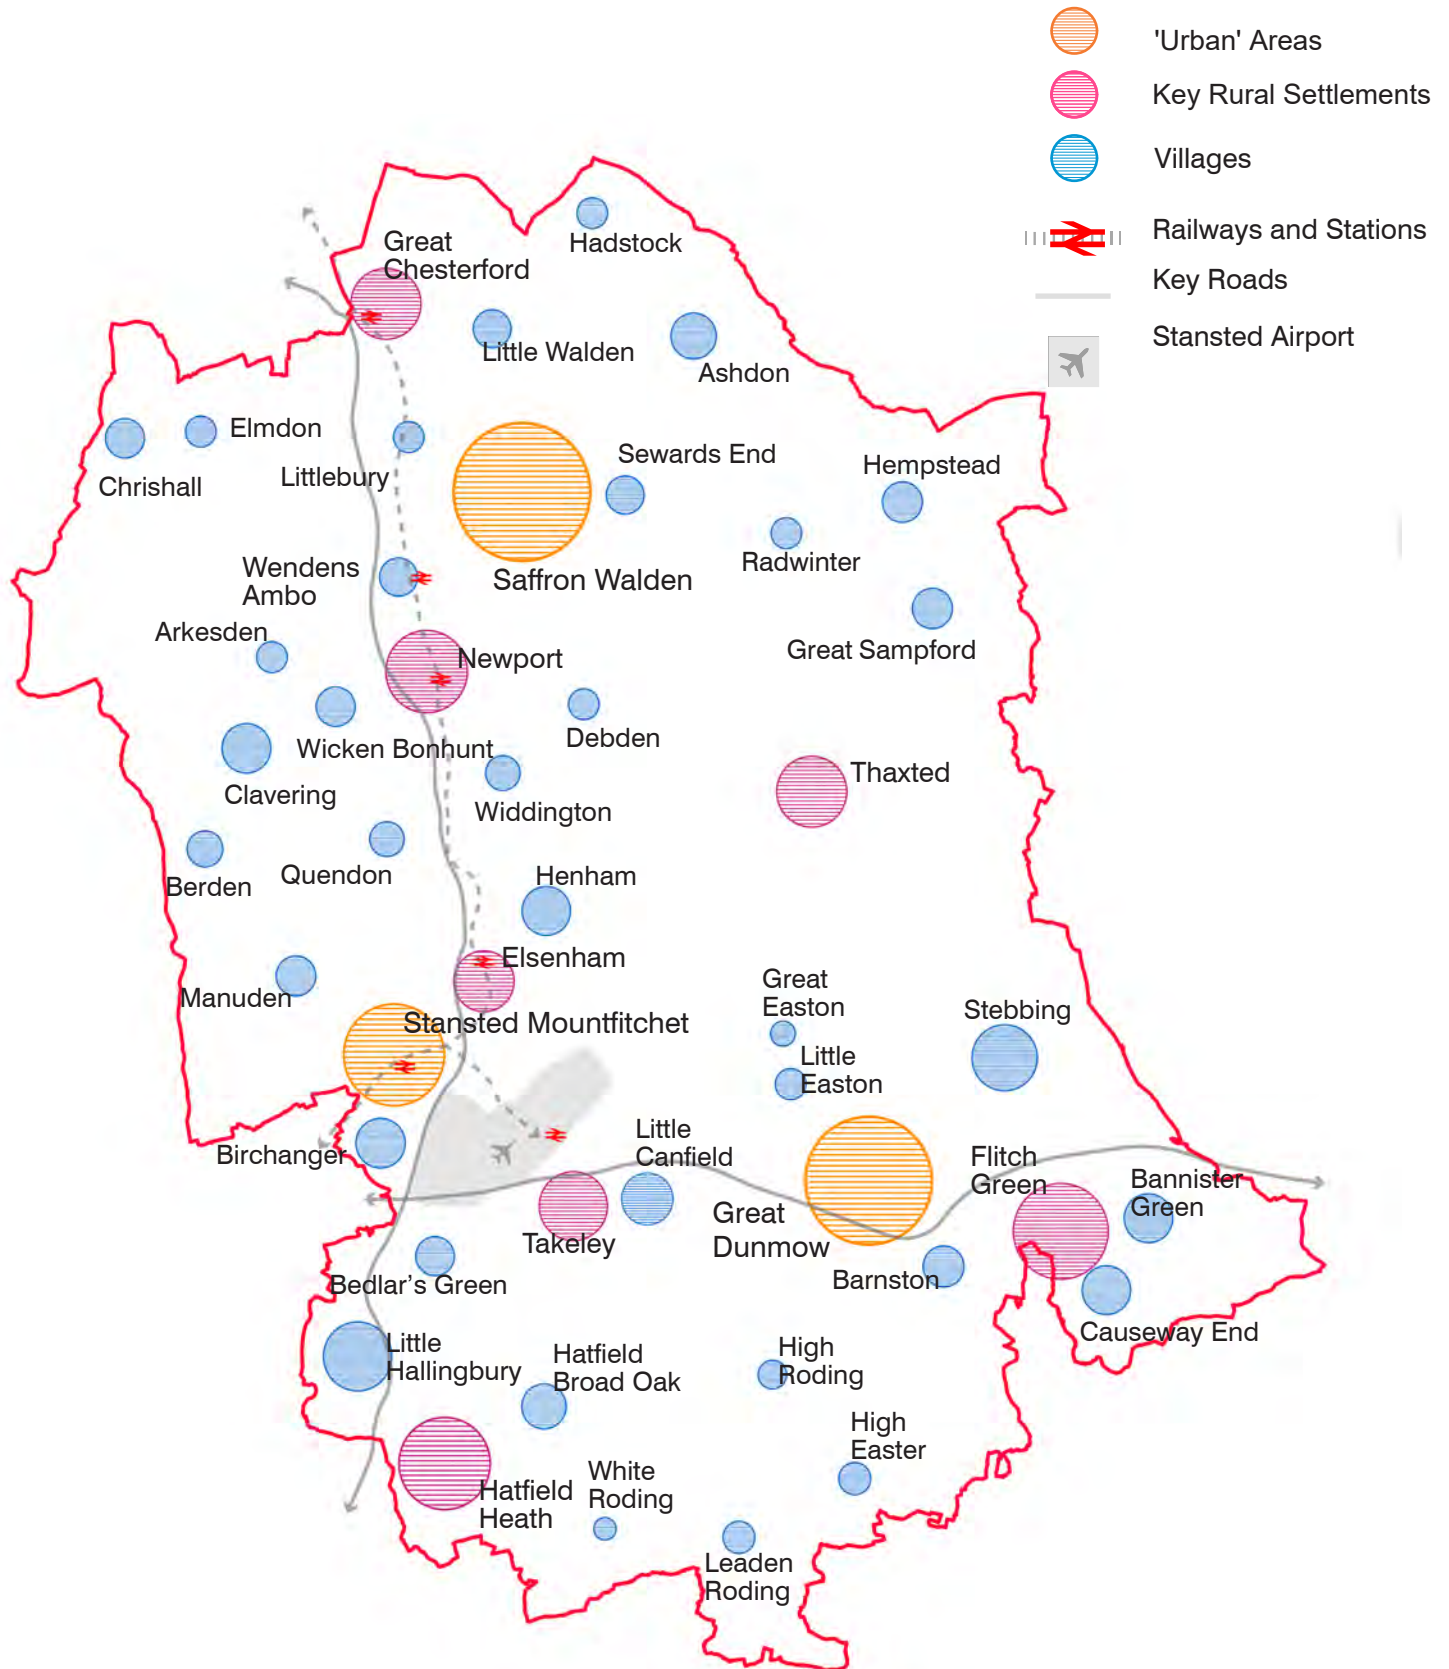 'Urban' Areas
Key Rural Settlements
Villages
Railways and Stations
Key Roads
Stansted Airport
Hadstock
Great
Chesterford
Little Walden
Ashdon
Elmdon
Chrishall
Littlebury
Sewards End
Hempstead
Radwinter
Saffron Walden
Wendens
Ambo
Arkesden
Great Sampford
Newport
Debden
Wicken Bonhunt
Clavering
Widdington
Thaxted
Berden
Quendon
Henham
Elsenham
Manuden
Stansted Mountfitchet
Great
Easton
Stebbing
Little
Easton
Birchanger
Little
Canfield
Flitch
Green
Bannister
Green
Takeley
Great
Dunmow
Barnston
Bedlar's Green
Causeway End
Little
Hallingbury
Hatfield
Broad Oak
High
Roding
High
Easter
Hatfield
Heath
White
Roding
Leaden
Roding